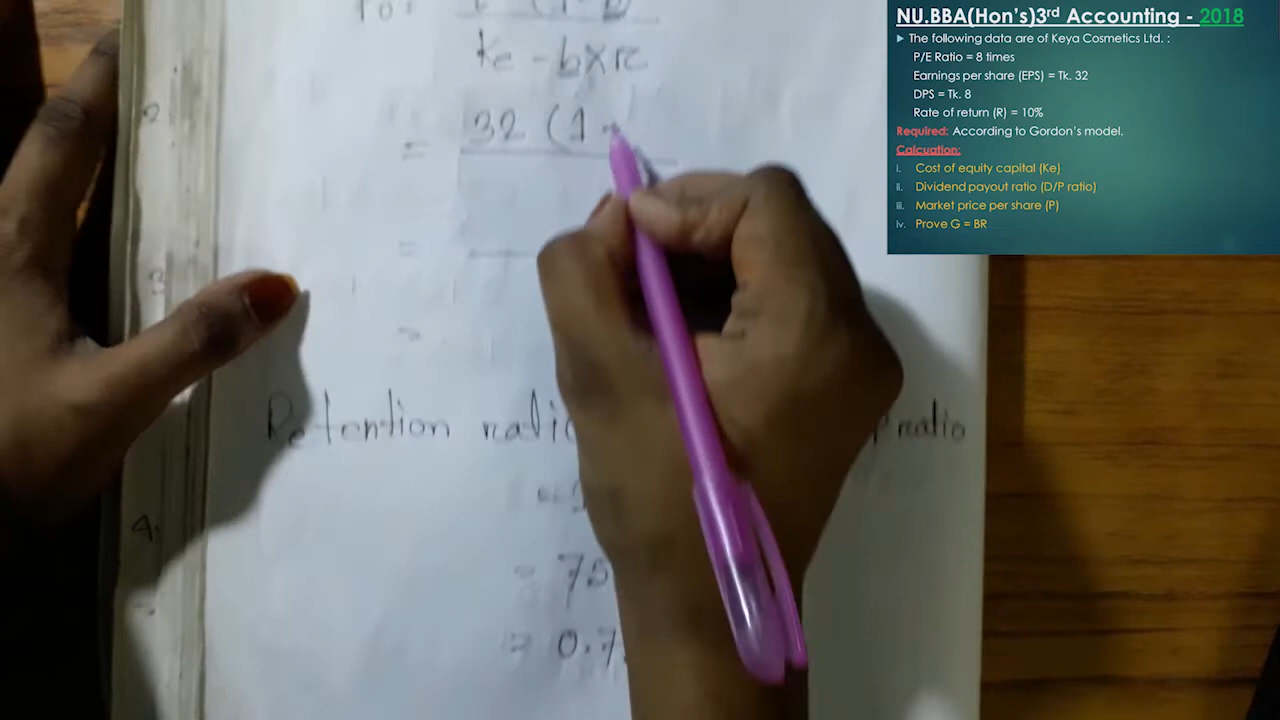 NU.BBA(Hon's)3rd Accounting - 2018
The following data are of Keya Cosmetics Ltd. :
P/E Ratio = 8 times
Earnings per share (EPS) = Tk. 32
DPS = Tk. 8
Rate of return (R) = 10%
Required: According to Gordon's model.
Calcuation:
i. Cost of equity capital (Ke)
ii. Dividend payout ratio (D/P ratio)
iii. Market price per share (P)
iv. Prove G = BR
Ke - b×r
= 32 (1 -
=
=
Retention ratio
ratio
= 75
= 0.7